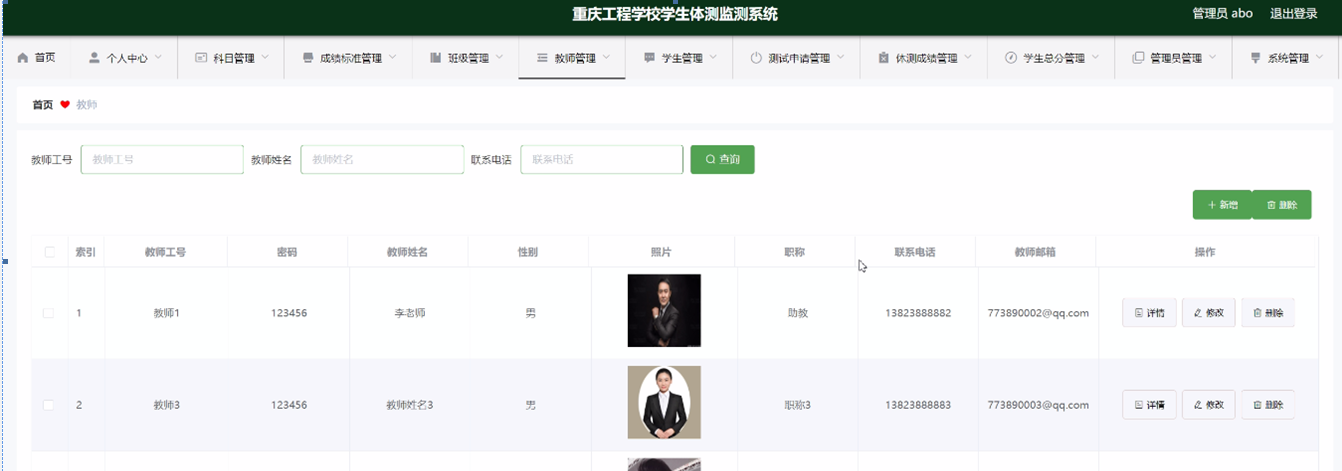 重庆工程学校学生体测监测系统
管理员 abo 退出登录
首页 个人中心 科目管理 成绩标准管理 班级管理 教师管理 学生管理 测试申请管理 体测成绩管理 学生总分管理 管理员管理 系统管理
首页 教师
教师工号 教师工号 教师姓名 教师姓名 联系电话 联系电话 查询
新增 删除
索引 教师工号 密码 教师姓名 性别 照片 职称 联系电话 教师邮箱 操作
1 教师1 123456 李老师 男 助教 13823888882 773890002@qq.com 详情 修改 删除
2 教师3 123456 教师姓名3 男 职称3 13823888883 773890003@qq.com 详情 修改 删除